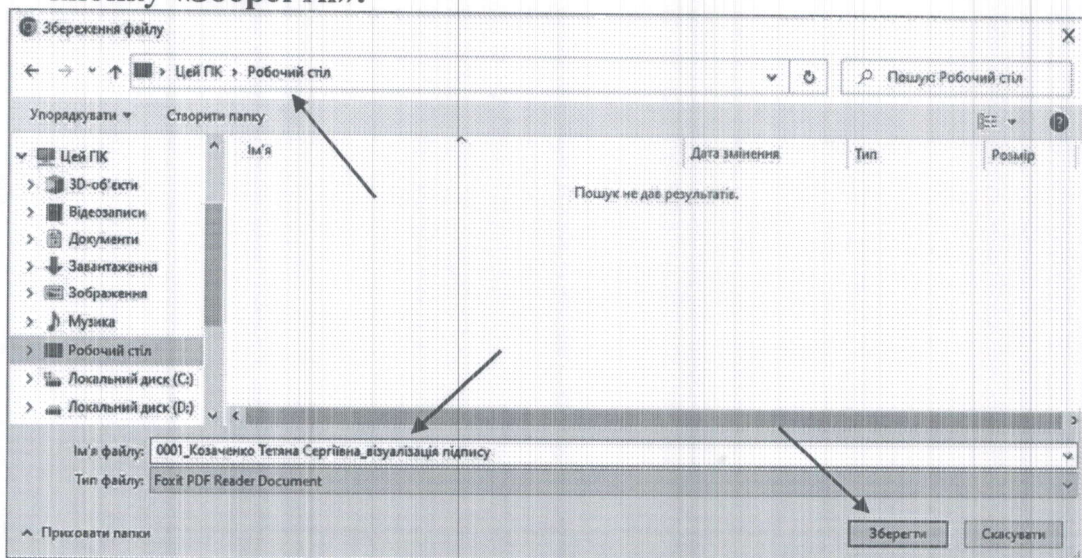 «Зберегти».
Збереження файлу
Цей ПК > Робочий стіл
Пошук: Робочий стіл
Упорядкувати
Створити папку
Цей ПК
3D-об'єкти
Відеозаписи
Документи
Завантаження
Зображення
Музика
Робочий стіл
Локальний диск (C:)
Локальний диск (D:)
Ім'я
Дата змінення
Тип
Розмір
Пошук не дав результатів.
Ім'я файлу: 0001_Козаченко Тетяна Сергіївна_візуалізація підпису
Тип файлу: Foxit PDF Reader Document
Приховати папки
Зберегти
Скасувати